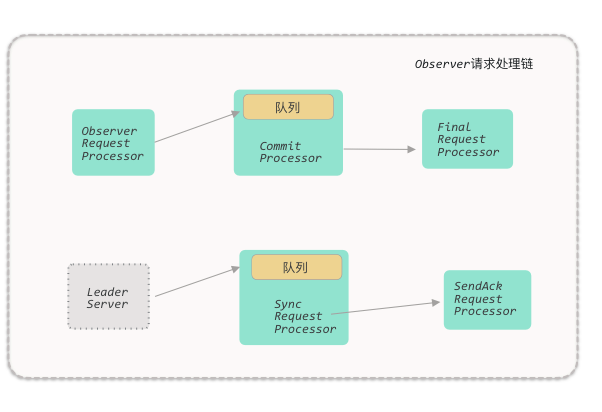 Observer请求处理链
Observer
Request
Processor
队列
Commit
Processor
Final
Request
Processor
Leader
Server
队列
Sync
Request
Processor
SendAck
Request
Processor